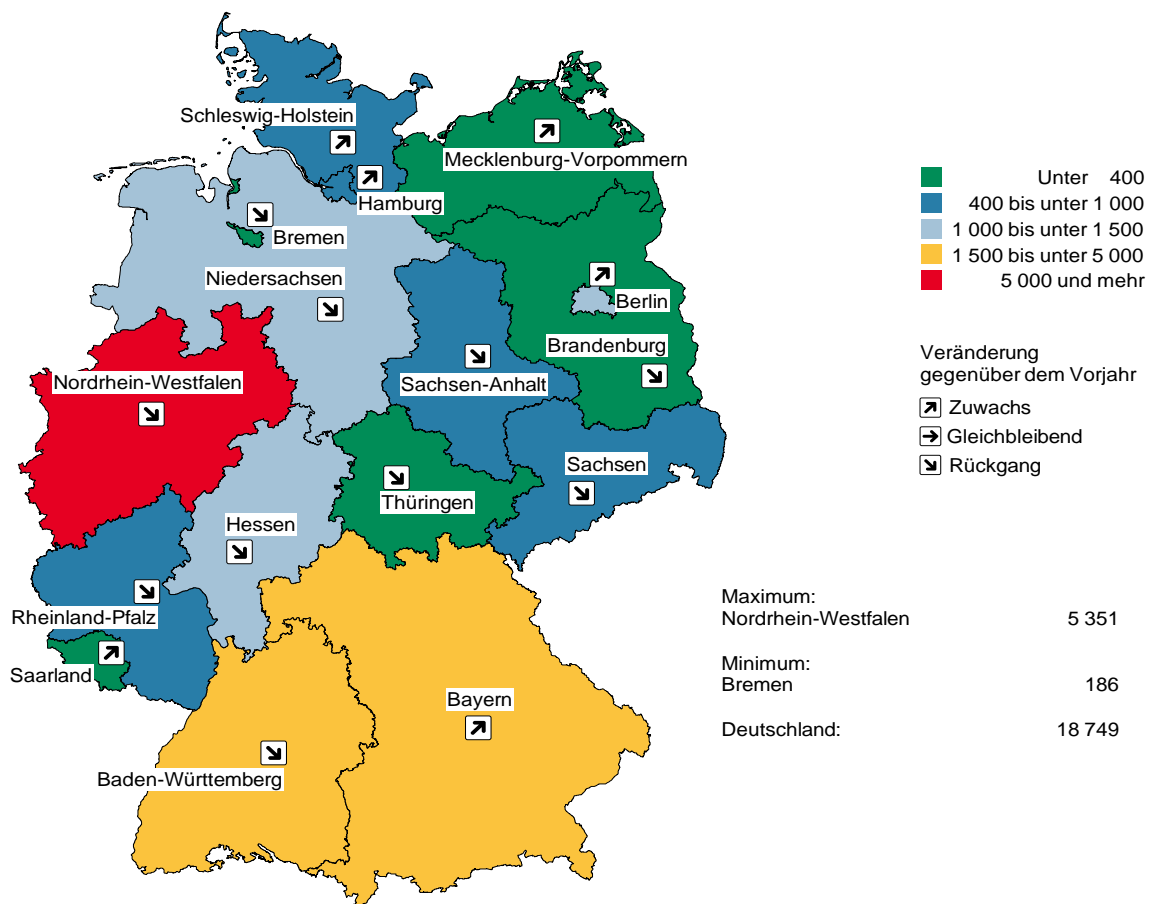 Schleswig-Holstein
Mecklenburg-Vorpommern
Hamburg
Bremen
Niedersachsen
Berlin
Brandenburg
Nordrhein-Westfalen
Sachsen-Anhalt
Sachsen
Thüringen
Hessen
Rheinland-Pfalz
Saarland
Bayern
Baden-Württemberg
Unter 400
400 bis unter 1 000
1 000 bis unter 1 500
1 500 bis unter 5 000
5 000 und mehr
Veränderung
gegenüber dem Vorjahr
Zuwachs
Gleichbleibend
Rückgang
Maximum:
Nordrhein-Westfalen 5 351
Minimum:
Bremen 186
Deutschland: 18 749